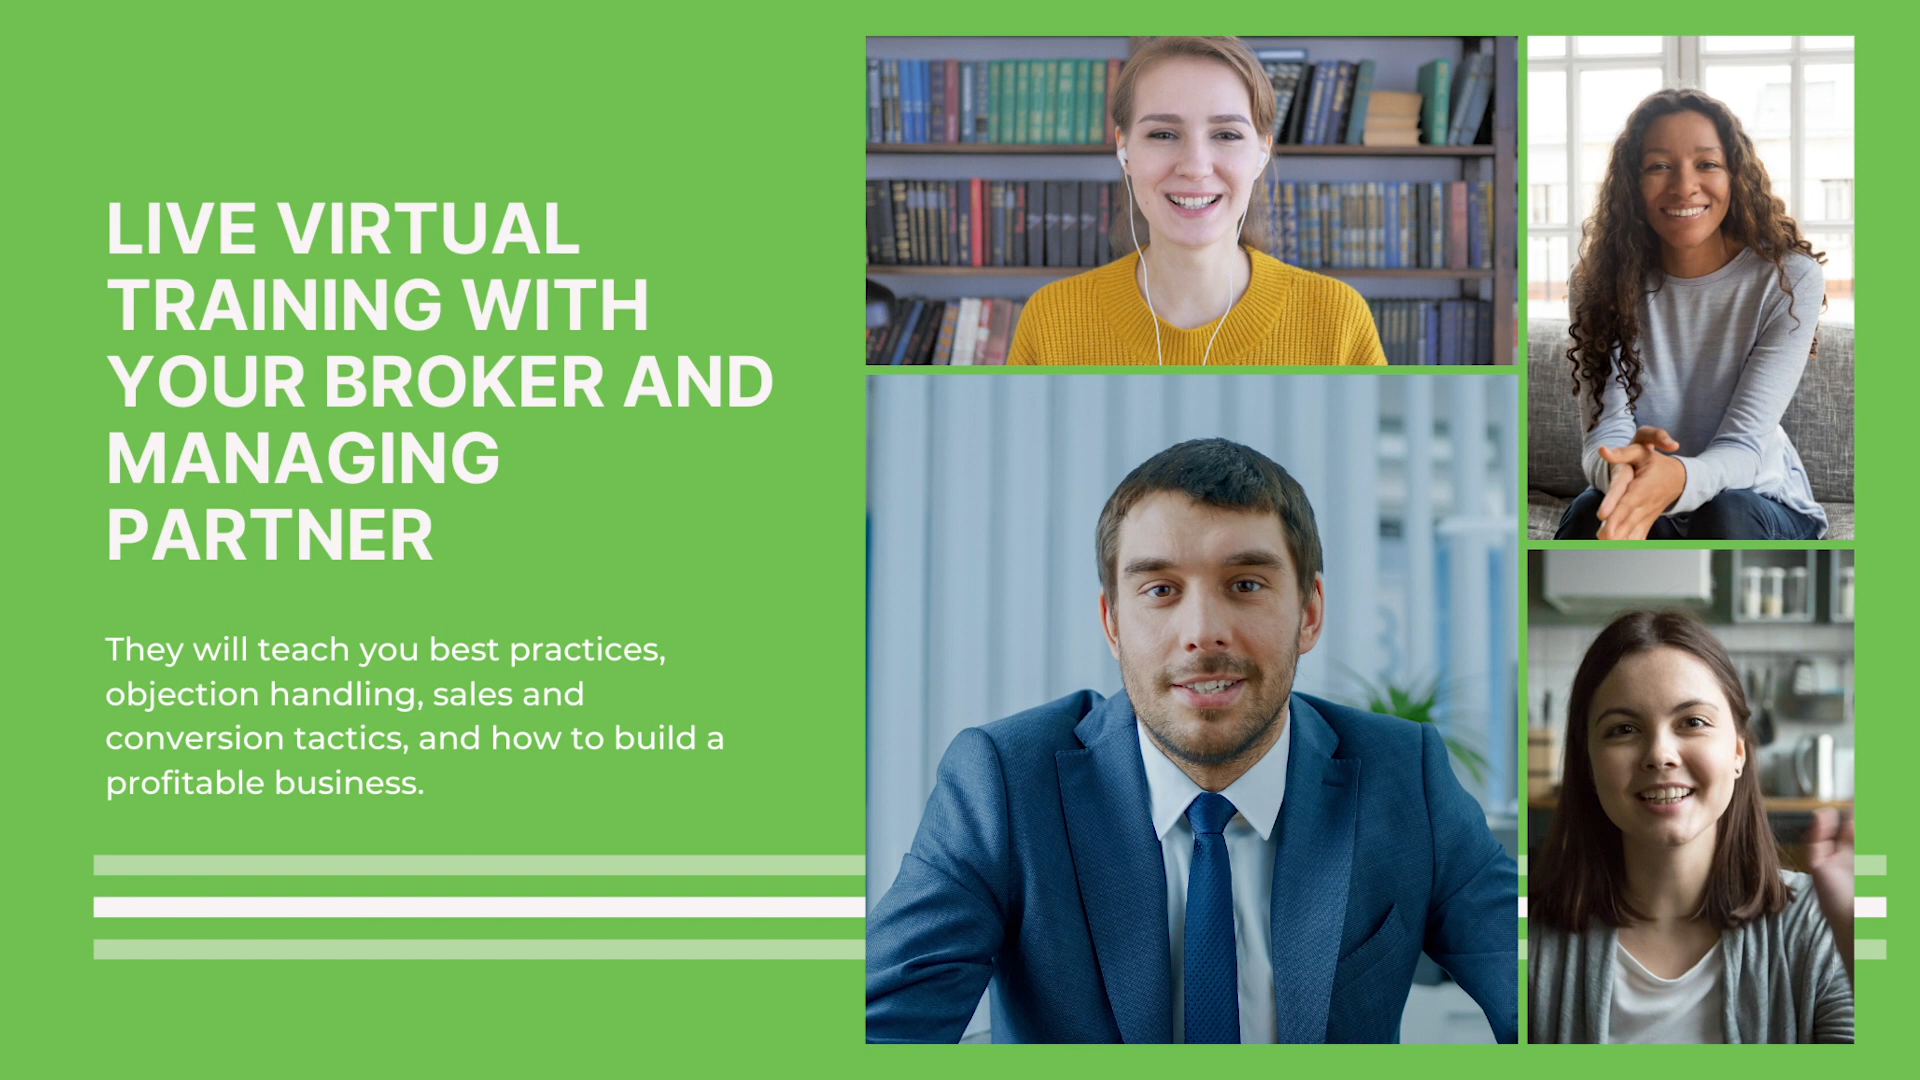 LIVE VIRTUAL
TRAINING WITH
YOUR BROKER AND
MANAGING
PARTNER
They will teach you best practices,
objection handling, sales and
conversion tactics, and how to build a
profitable business.